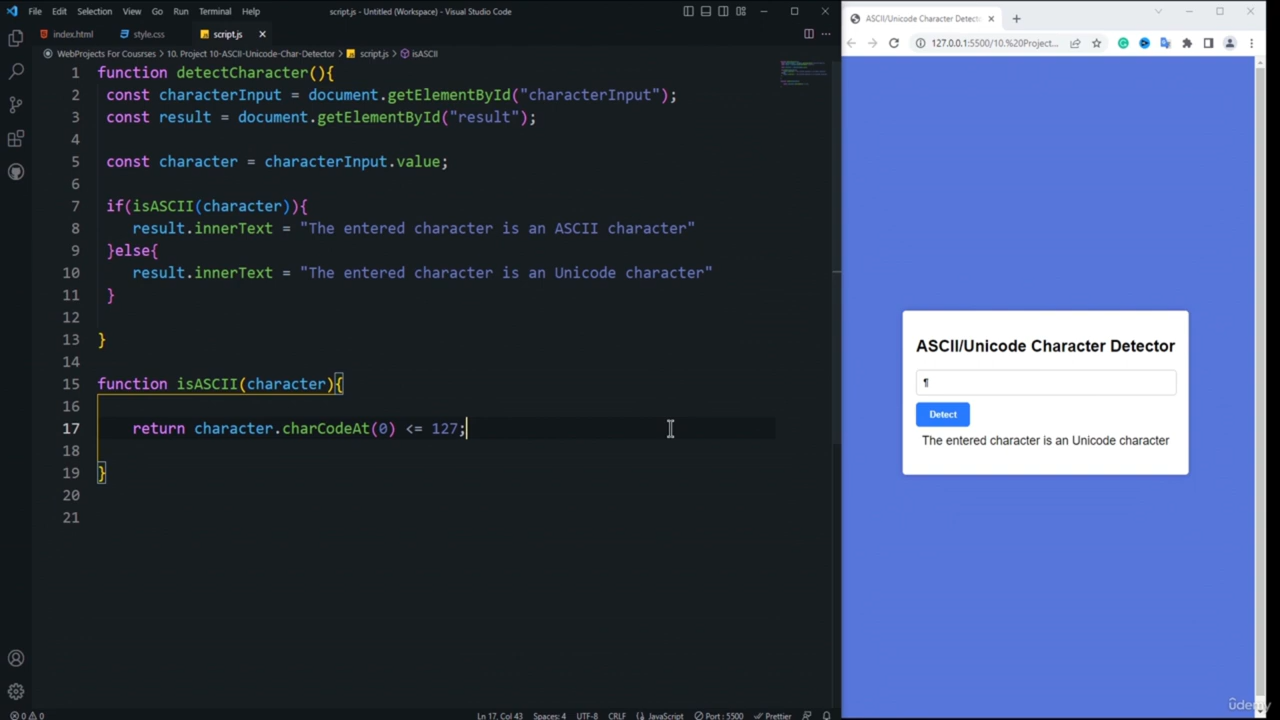 File Edit Selection View Go Run Terminal Help script.js - Untitled (Workspace) - Visual Studio Code
index.html style.css script.js
WebProjects For Courses > 10. Project 10-ASCII-Unicode-Char-Detector > script.js > isASCII
1 function detectCharacter(){
2 const characterInput = document.getElementById("characterInput");
3 const result = document.getElementById("result");
4
5 const character = characterInput.value;
6
7 if(isASCII(character)){
8 result.innerText = "The entered character is an ASCII character"
9 }else{
10 result.innerText = "The entered character is an Unicode character"
11 }
12
13 }
14
15 function isASCII(character){
16
17 return character.charCodeAt(0) <= 127;
18
19 }
20
21
0 0 Ln 17, Col 43 Spaces: 4 UTF-8 CRLF JavaScript Port : 5500 Prettier
ASCII/Unicode Character Detecto
127.0.0.1:5500/10.%20Project...
ASCII/Unicode Character Detector
¶
Detect
The entered character is an Unicode character
udemy